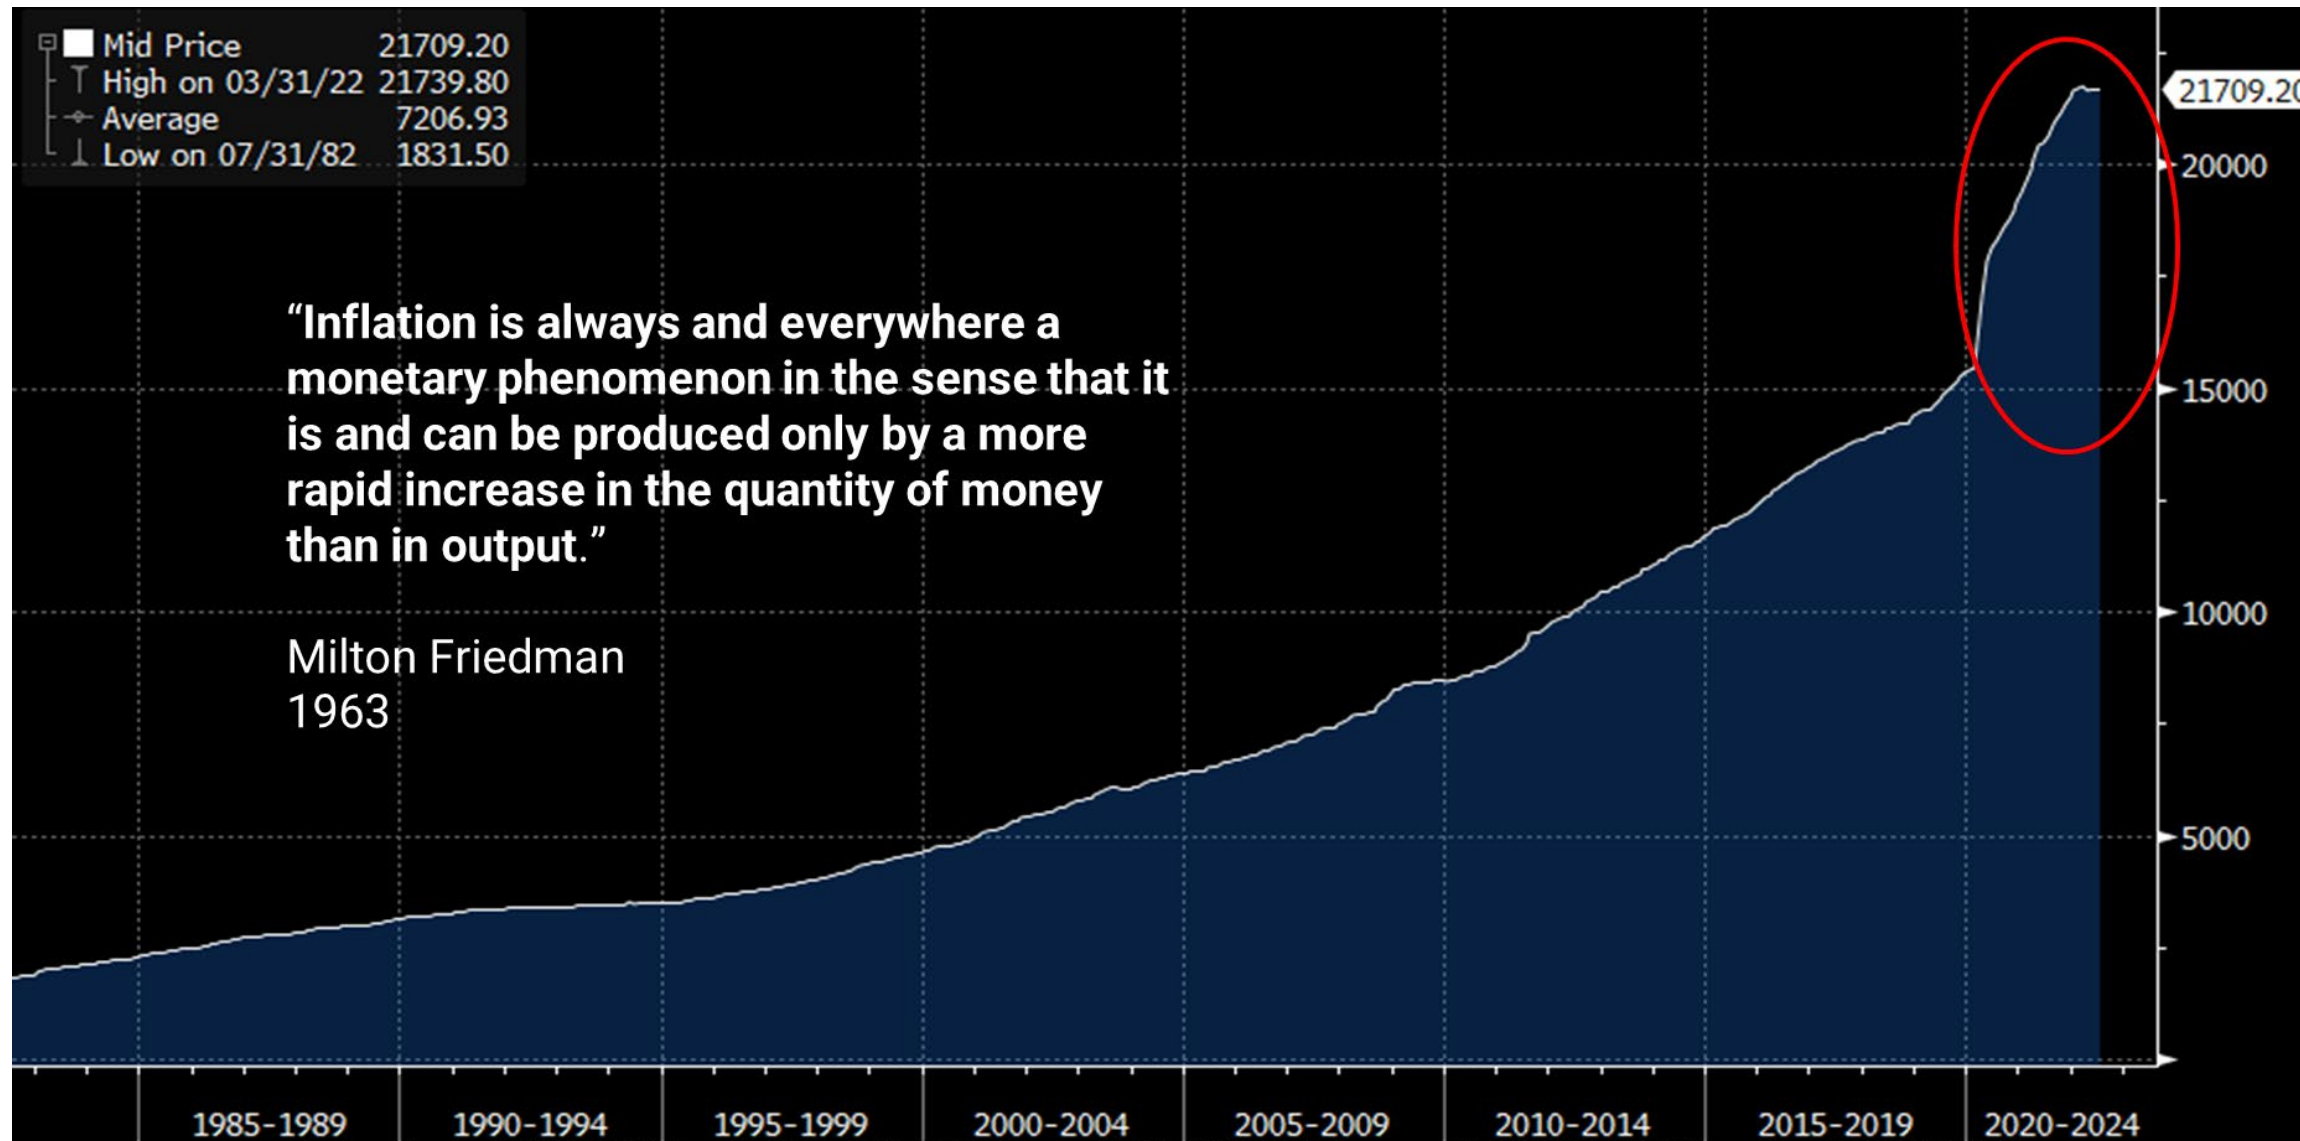 Mid Price 21709.20
High on 03/31/22 21739.80
Average 7206.93
Low on 07/31/82 1831.50
21709.20
20000
“Inflation is always and everywhere a
monetary phenomenon in the sense that it
is and can be produced only by a more
rapid increase in the quantity of money
than in output.”
15000
Milton Friedman
1963
10000
5000
1985-1989 1990-1994 1995-1999 2000-2004 2005-2009 2010-2014 2015-2019 2020-2024